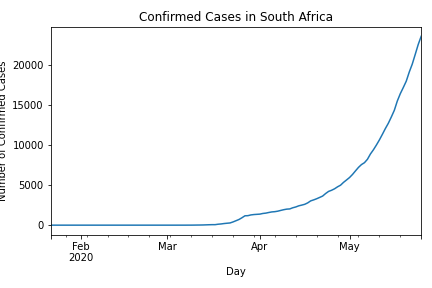 Confirmed Cases in South Africa
Number of Confirmed Cases
20000
15000
10000
5000
0
Feb
2020
Mar
Apr
May
Day